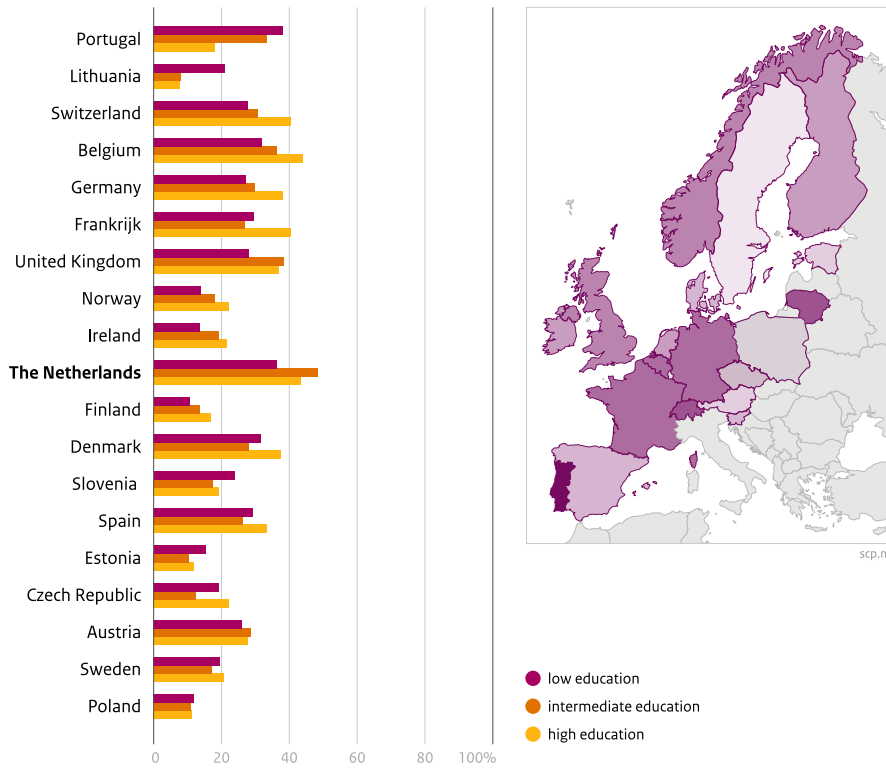 Portugal
Lithuania
Switzerland
Belgium
Germany
Frankrijk
United Kingdom
Norway
Ireland
The Netherlands
Finland
Denmark
Slovenia
Spain
Estonia
Czech Republic
Austria
Sweden
Poland
0 20 40 60 80 100%
scp.n
low education
intermediate education
high education